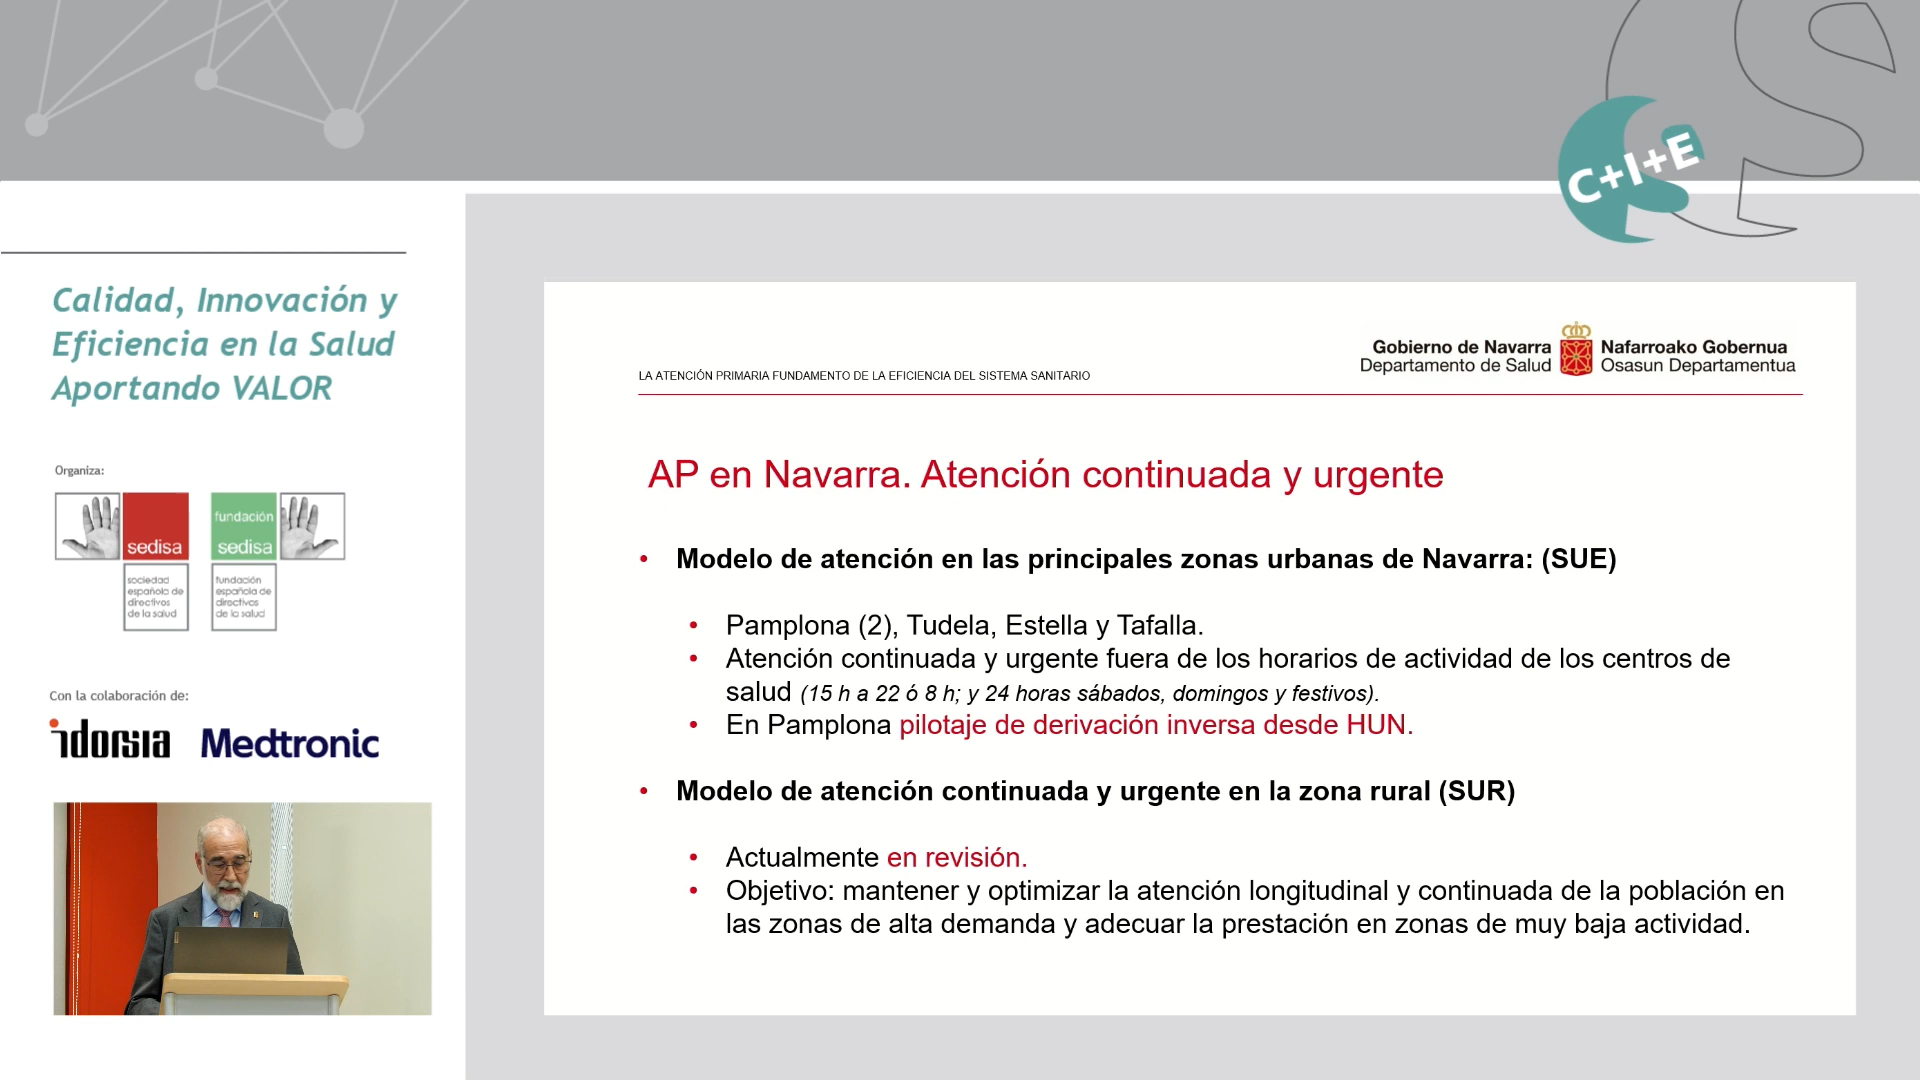 C+I+E
Calidad, Innovación y
Eficiencia en la Salud
Aportando VALOR
Organiza:
sedisa
sociedad
española de
directivos
de la salud
fundación
sedisa
fundación
española de
directivos
de la salud
Con la colaboración de:
idorsia
Medtronic
LA ATENCIÓN PRIMARIA FUNDAMENTO DE LA EFICIENCIA DEL SISTEMA SANITARIO
Gobierno de Navarra
Departamento de Salud
Nafarroako Gobernua
Osasun Departamentua
AP en Navarra. Atención continuada y urgente
• Modelo de atención en las principales zonas urbanas de Navarra: (SUE)
• Pamplona (2), Tudela, Estella y Tafalla.
• Atención continuada y urgente fuera de los horarios de actividad de los centros de
salud (15 h a 22 ó 8 h; y 24 horas sábados, domingos y festivos).
• En Pamplona pilotaje de derivación inversa desde HUN.
• Modelo de atención continuada y urgente en la zona rural (SUR)
• Actualmente en revisión.
• Objetivo: mantener y optimizar la atención longitudinal y continuada de la población en
las zonas de alta demanda y adecuar la prestación en zonas de muy baja actividad.